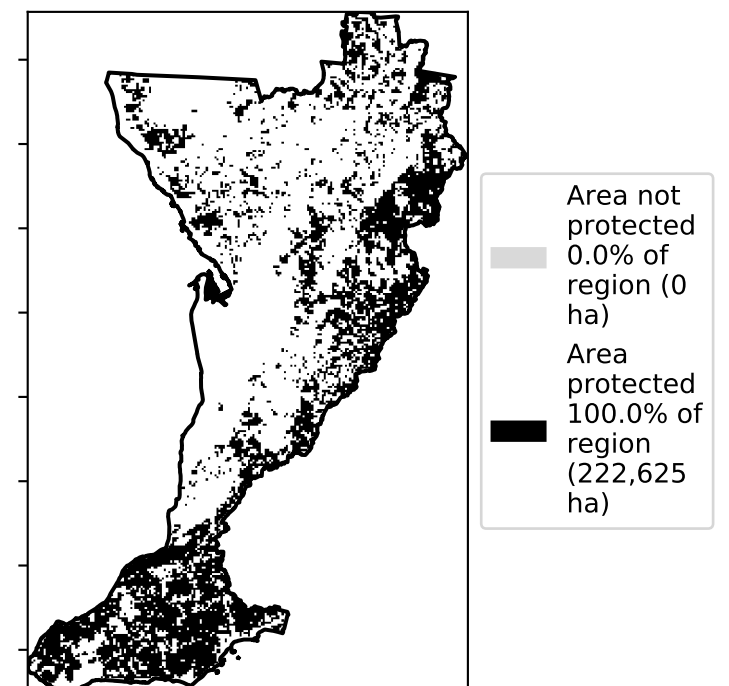 Area not
protected
0.0% of
region (0
ha)
Area
protected
100.0% of
region
(222,625
ha)